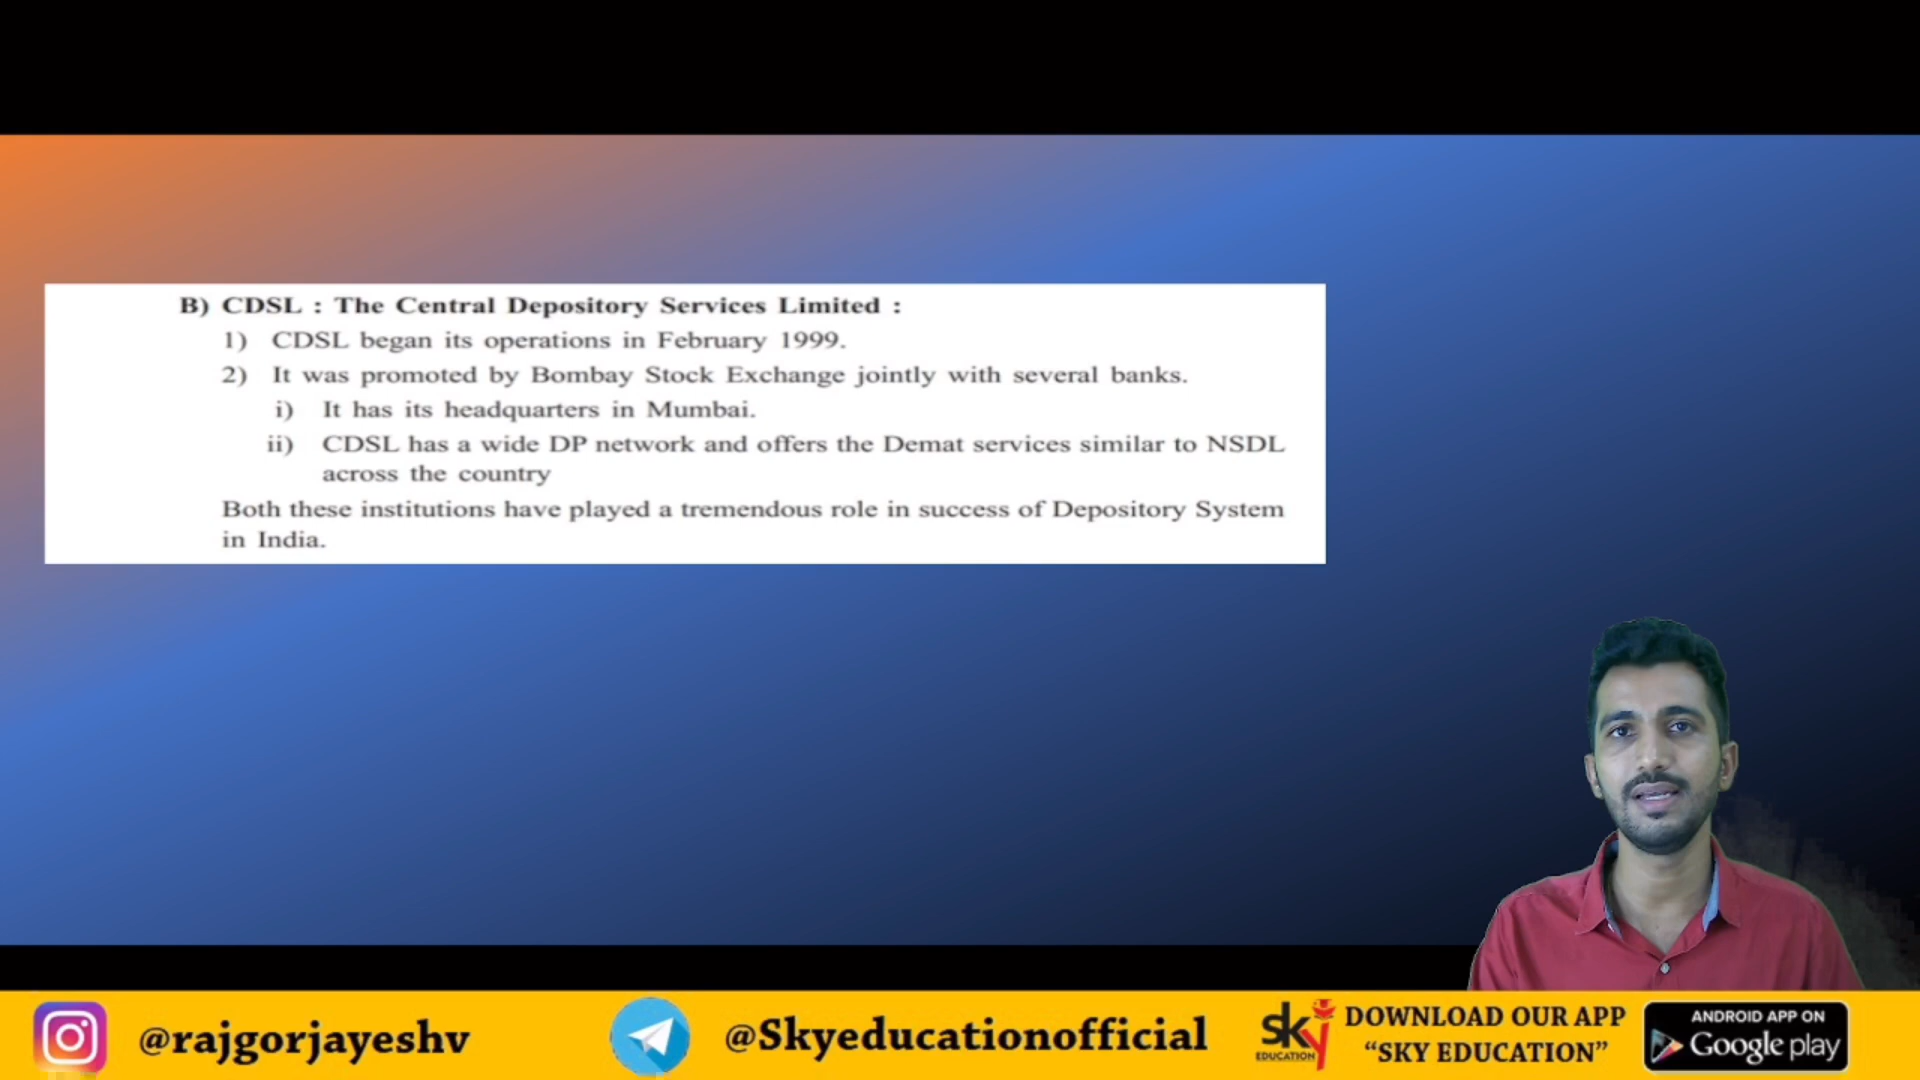 B) CDSL : The Central Depository Services Limited :
1) CDSL began its operations in February 1999.
2) It was promoted by Bombay Stock Exchange jointly with several banks.
i) It has its headquarters in Mumbai.
ii) CDSL has a wide DP network and offers the Demat services similar to NSDL
across the country
Both these institutions have played a tremendous role in success of Depository System
in India.
@rajgorjayeshv
@Skyeducationofficial
sky
EDUCATION
DOWNLOAD OUR APP
“SKY EDUCATION”
ANDROID APP ON
Google play